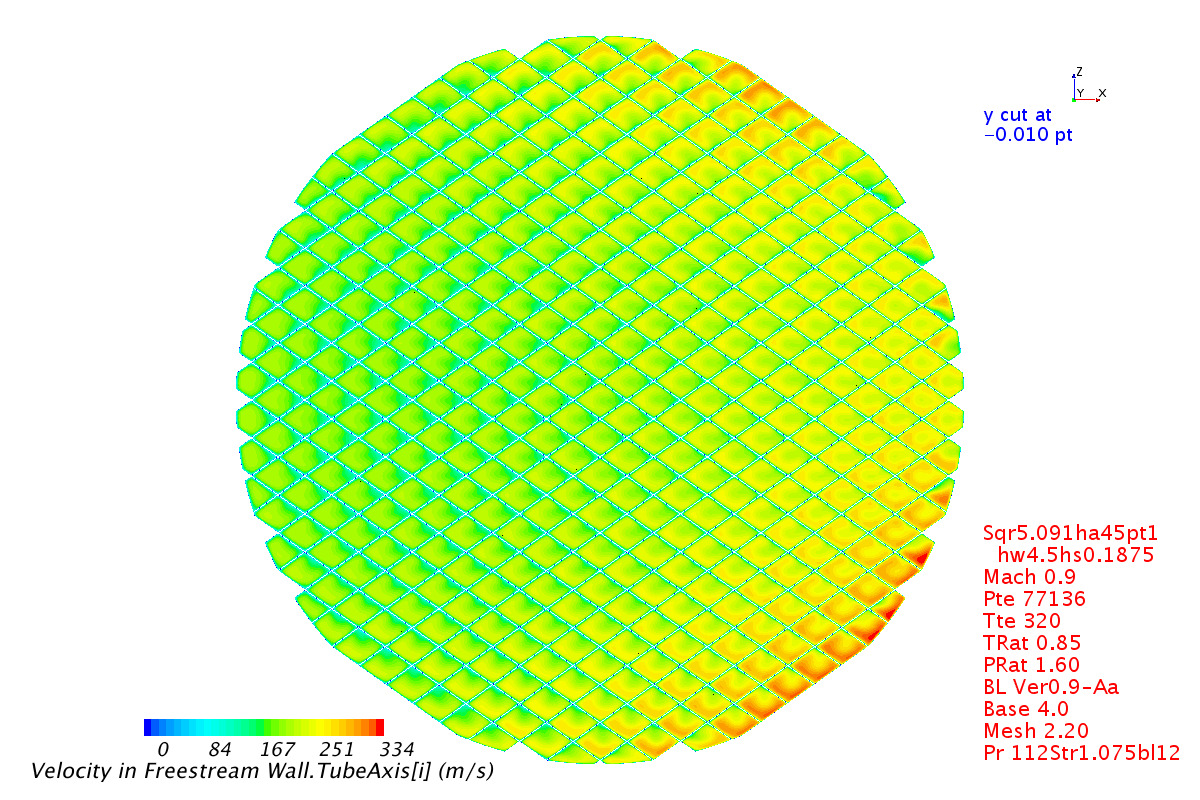 Z
Y X
y cut at
−0.010 pt
Sqr5.091ha45pt1
hw4.5hs0.1875
Mach 0.9
Pte 77136
Tte 320
TRat 0.85
PRat 1.60
BL Ver0.9−Aa
Base 4.0
Mesh 2.20
Pr 112Str1.075bl12
0 84 167 251 334
Velocity in Freestream Wall.TubeAxis[i] (m/s)